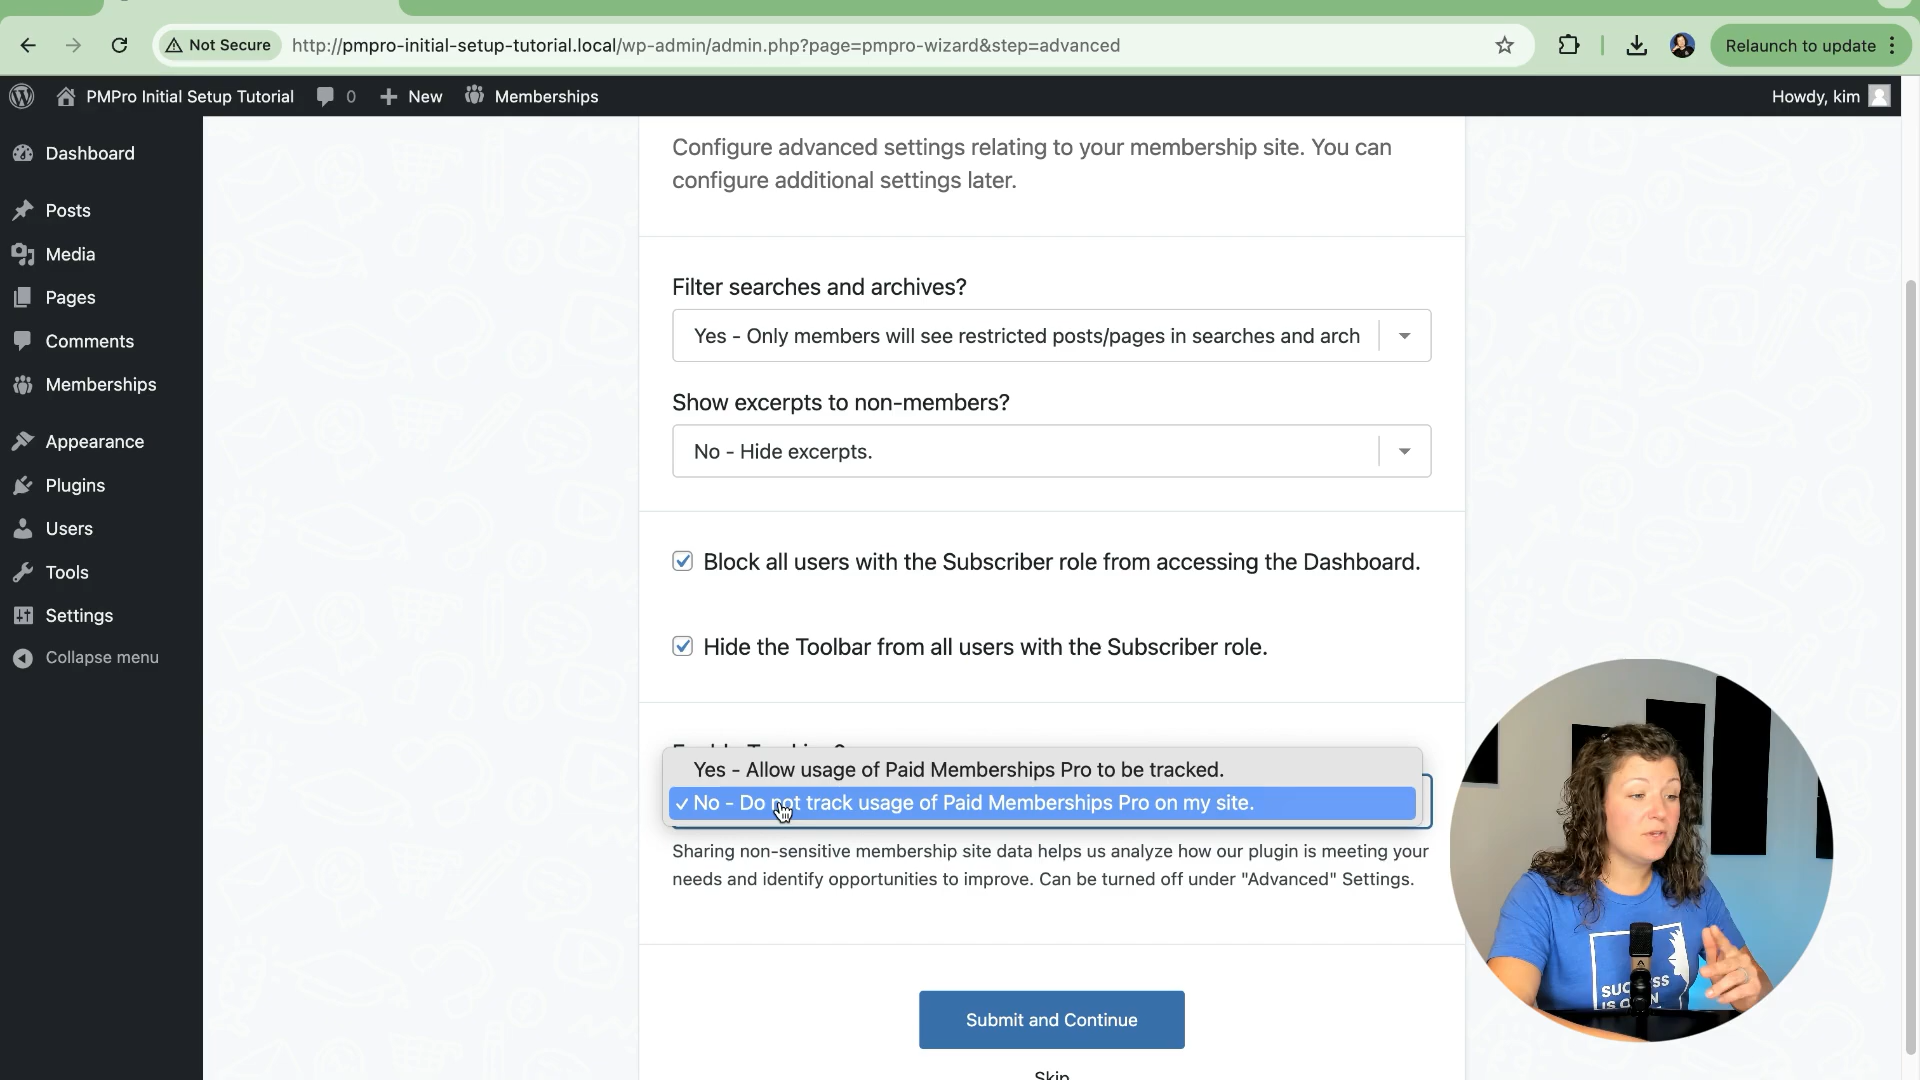 Not Secure
http://pmpro-initial-setup-tutorial.local/wp-admin/admin.php?page=pmpro-wizard&step=advanced
Relaunch to update
PMPro Initial Setup Tutorial
0
New
Memberships
Howdy, kim
Dashboard
Posts
Media
Pages
Comments
Memberships
Appearance
Plugins
Users
Tools
Settings
Collapse menu
Configure advanced settings relating to your membership site. You can
configure additional settings later.
Filter searches and archives?
Yes - Only members will see restricted posts/pages in searches and arch
Show excerpts to non-members?
No - Hide excerpts.
Block all users with the Subscriber role from accessing the Dashboard.
Hide the Toolbar from all users with the Subscriber role.
Yes - Allow usage of Paid Memberships Pro to be tracked.
✓ No - Do not track usage of Paid Memberships Pro on my site.
Sharing non-sensitive membership site data helps us analyze how our plugin is meeting your
needs and identify opportunities to improve. Can be turned off under "Advanced" Settings.
Submit and Continue
Skip